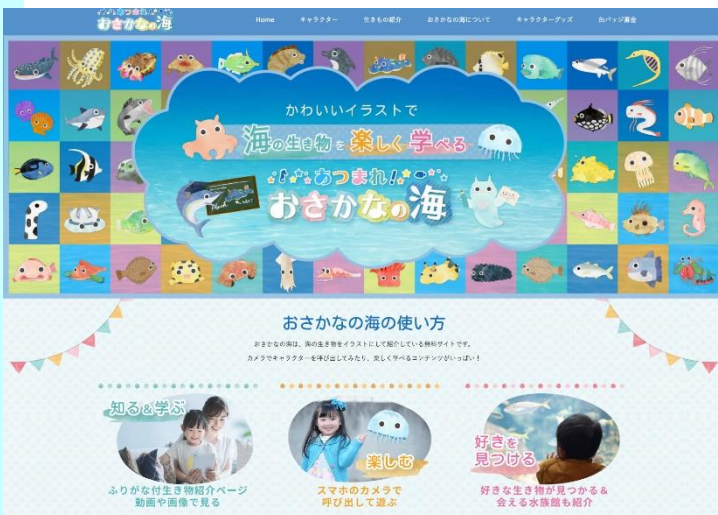 あつまれ!
おさかなの海
Home
キャラクター
生きもの紹介
おさかなの海について
キャラクターグッズ
缶バッジ募金
かわいいイラストで
海の生き物を楽しく学べる
あつまれ!
おさかなの海
おさかなの海の使い方
おさかなの海は、海の生き物をイラストにして紹介している無料サイトです。
カメラでキャラクターを呼び出してみたり、楽しく学べるコンテンツがいっぱい!
知る&学ぶ
ふりがな付生き物紹介ページ
動画や画像で見る
楽しむ
スマホのカメラで
呼び出して遊ぶ
好きを
見つける
好きな生き物が見つかる&
会える水族館も紹介